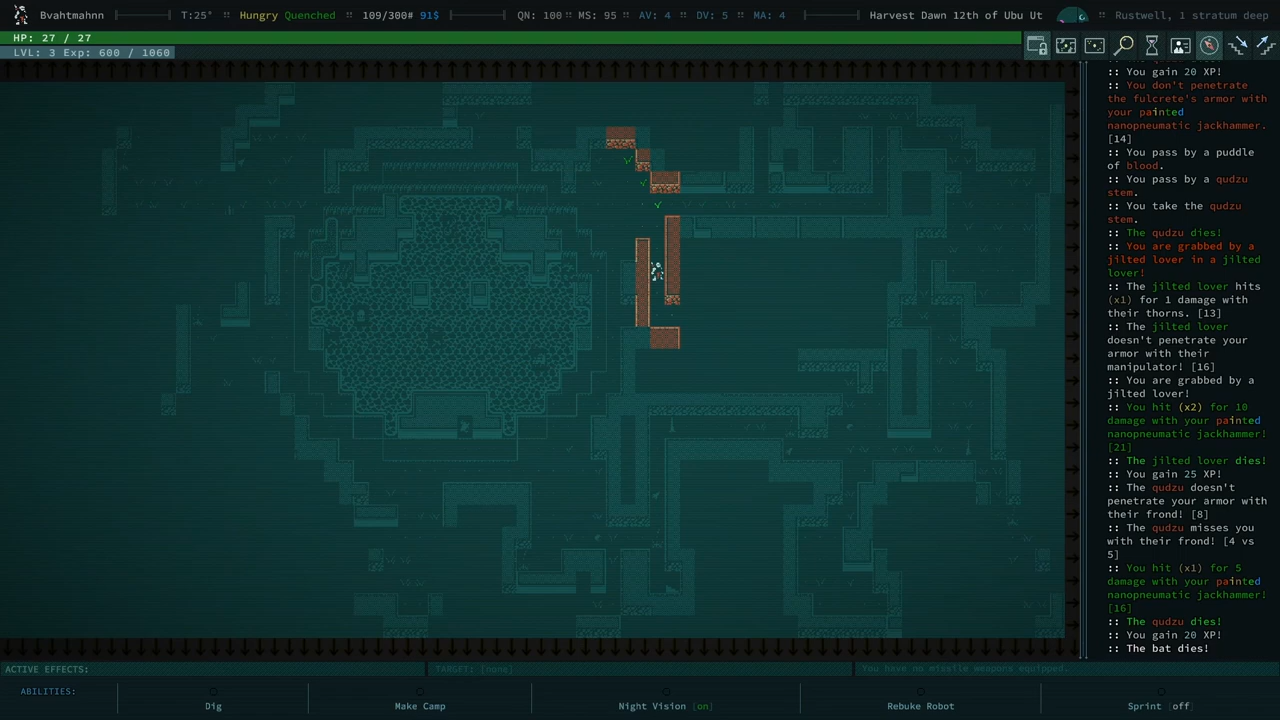 Bvahtmahnn T:25° :: Hungry Quenched :: 109/300# 91$ QN: 100 :: MS: 95 :: AV: 4 :: DV: 5 :: MA: 4 Harvest Dawn 12th of Ubu Ut :: Rustwell, 1 stratum deep
HP: 27 / 27
LVL: 3 Exp: 600 / 1060
:: You gain 20 XP!
:: You don't penetrate
the fulcrete's armor with
your painted
nanopneumatic jackhammer.
[14]
:: You pass by a puddle
of blood.
:: You pass by a qudzu
stem.
:: You take the qudzu
stem.
:: The qudzu dies!
:: You are grabbed by a
jilted lover in a jilted
lover!
:: The jilted lover hits
(x1) for 1 damage with
their thorns. [13]
:: The jilted lover
doesn't penetrate your
armor with their
manipulator! [16]
:: You are grabbed by a
jilted lover!
:: You hit (x2) for 10
damage with your painted
nanopneumatic jackhammer!
[21]
:: The jilted lover dies!
:: You gain 25 XP!
:: The qudzu doesn't
penetrate your armor with
their frond! [8]
:: The qudzu misses you
with their frond! [4 vs
5]
:: You hit (x1) for 5
damage with your painted
nanopneumatic jackhammer!
[16]
:: The qudzu dies!
:: You gain 20 XP!
:: The bat dies!
ACTIVE EFFECTS: TARGET: [none] You have no missile weapons equipped.
ABILITIES: Dig Make Camp Night Vision [on] Rebuke Robot Sprint [off]